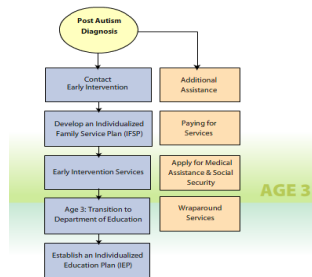 Post Autism
Diagnosis
Contact
Early Intervention
Additional
Assistance
Develop an Individualized
Family Service Plan (IFSP)
Paying for
Services
Early Intervention Services
Apply for Medical
Assistance & Social
Security
AGE 3
Age 3: Transition to
Department of Education
Wraparound
Services
Establish an Individualized
Education Plan (IEP)